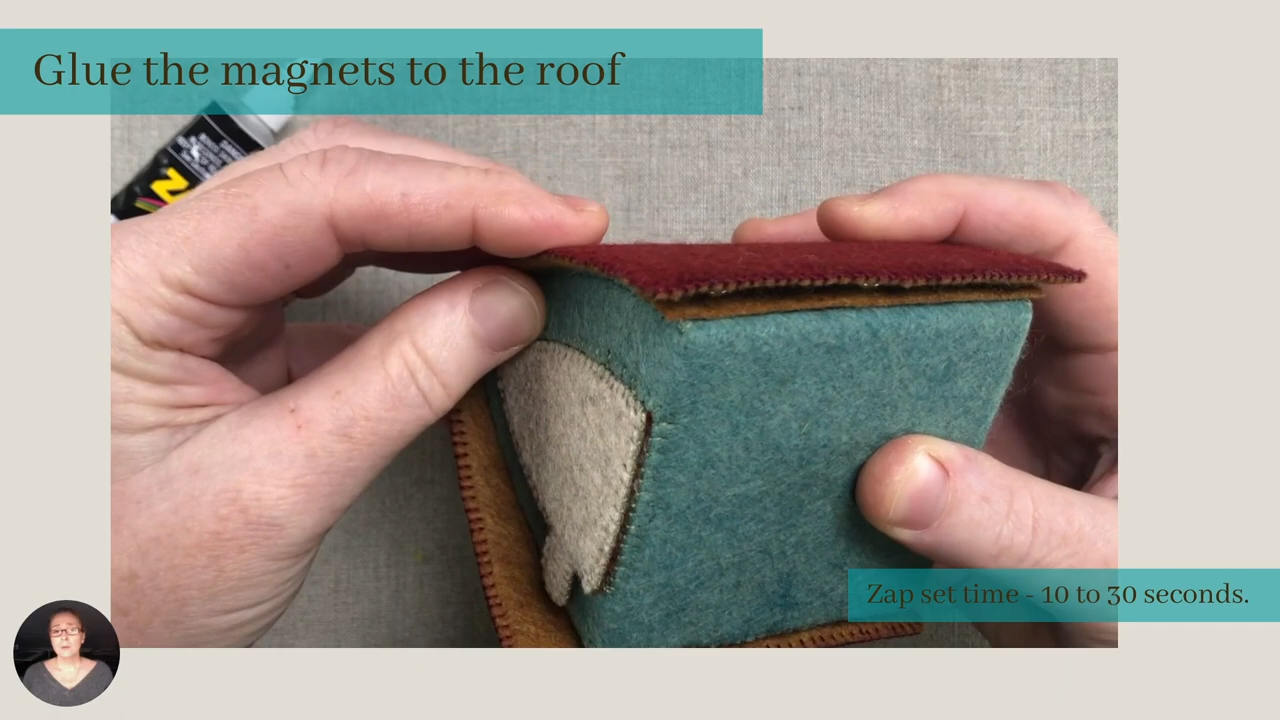 Glue the magnets to the roof
Zap set time - 10 to 30 seconds.